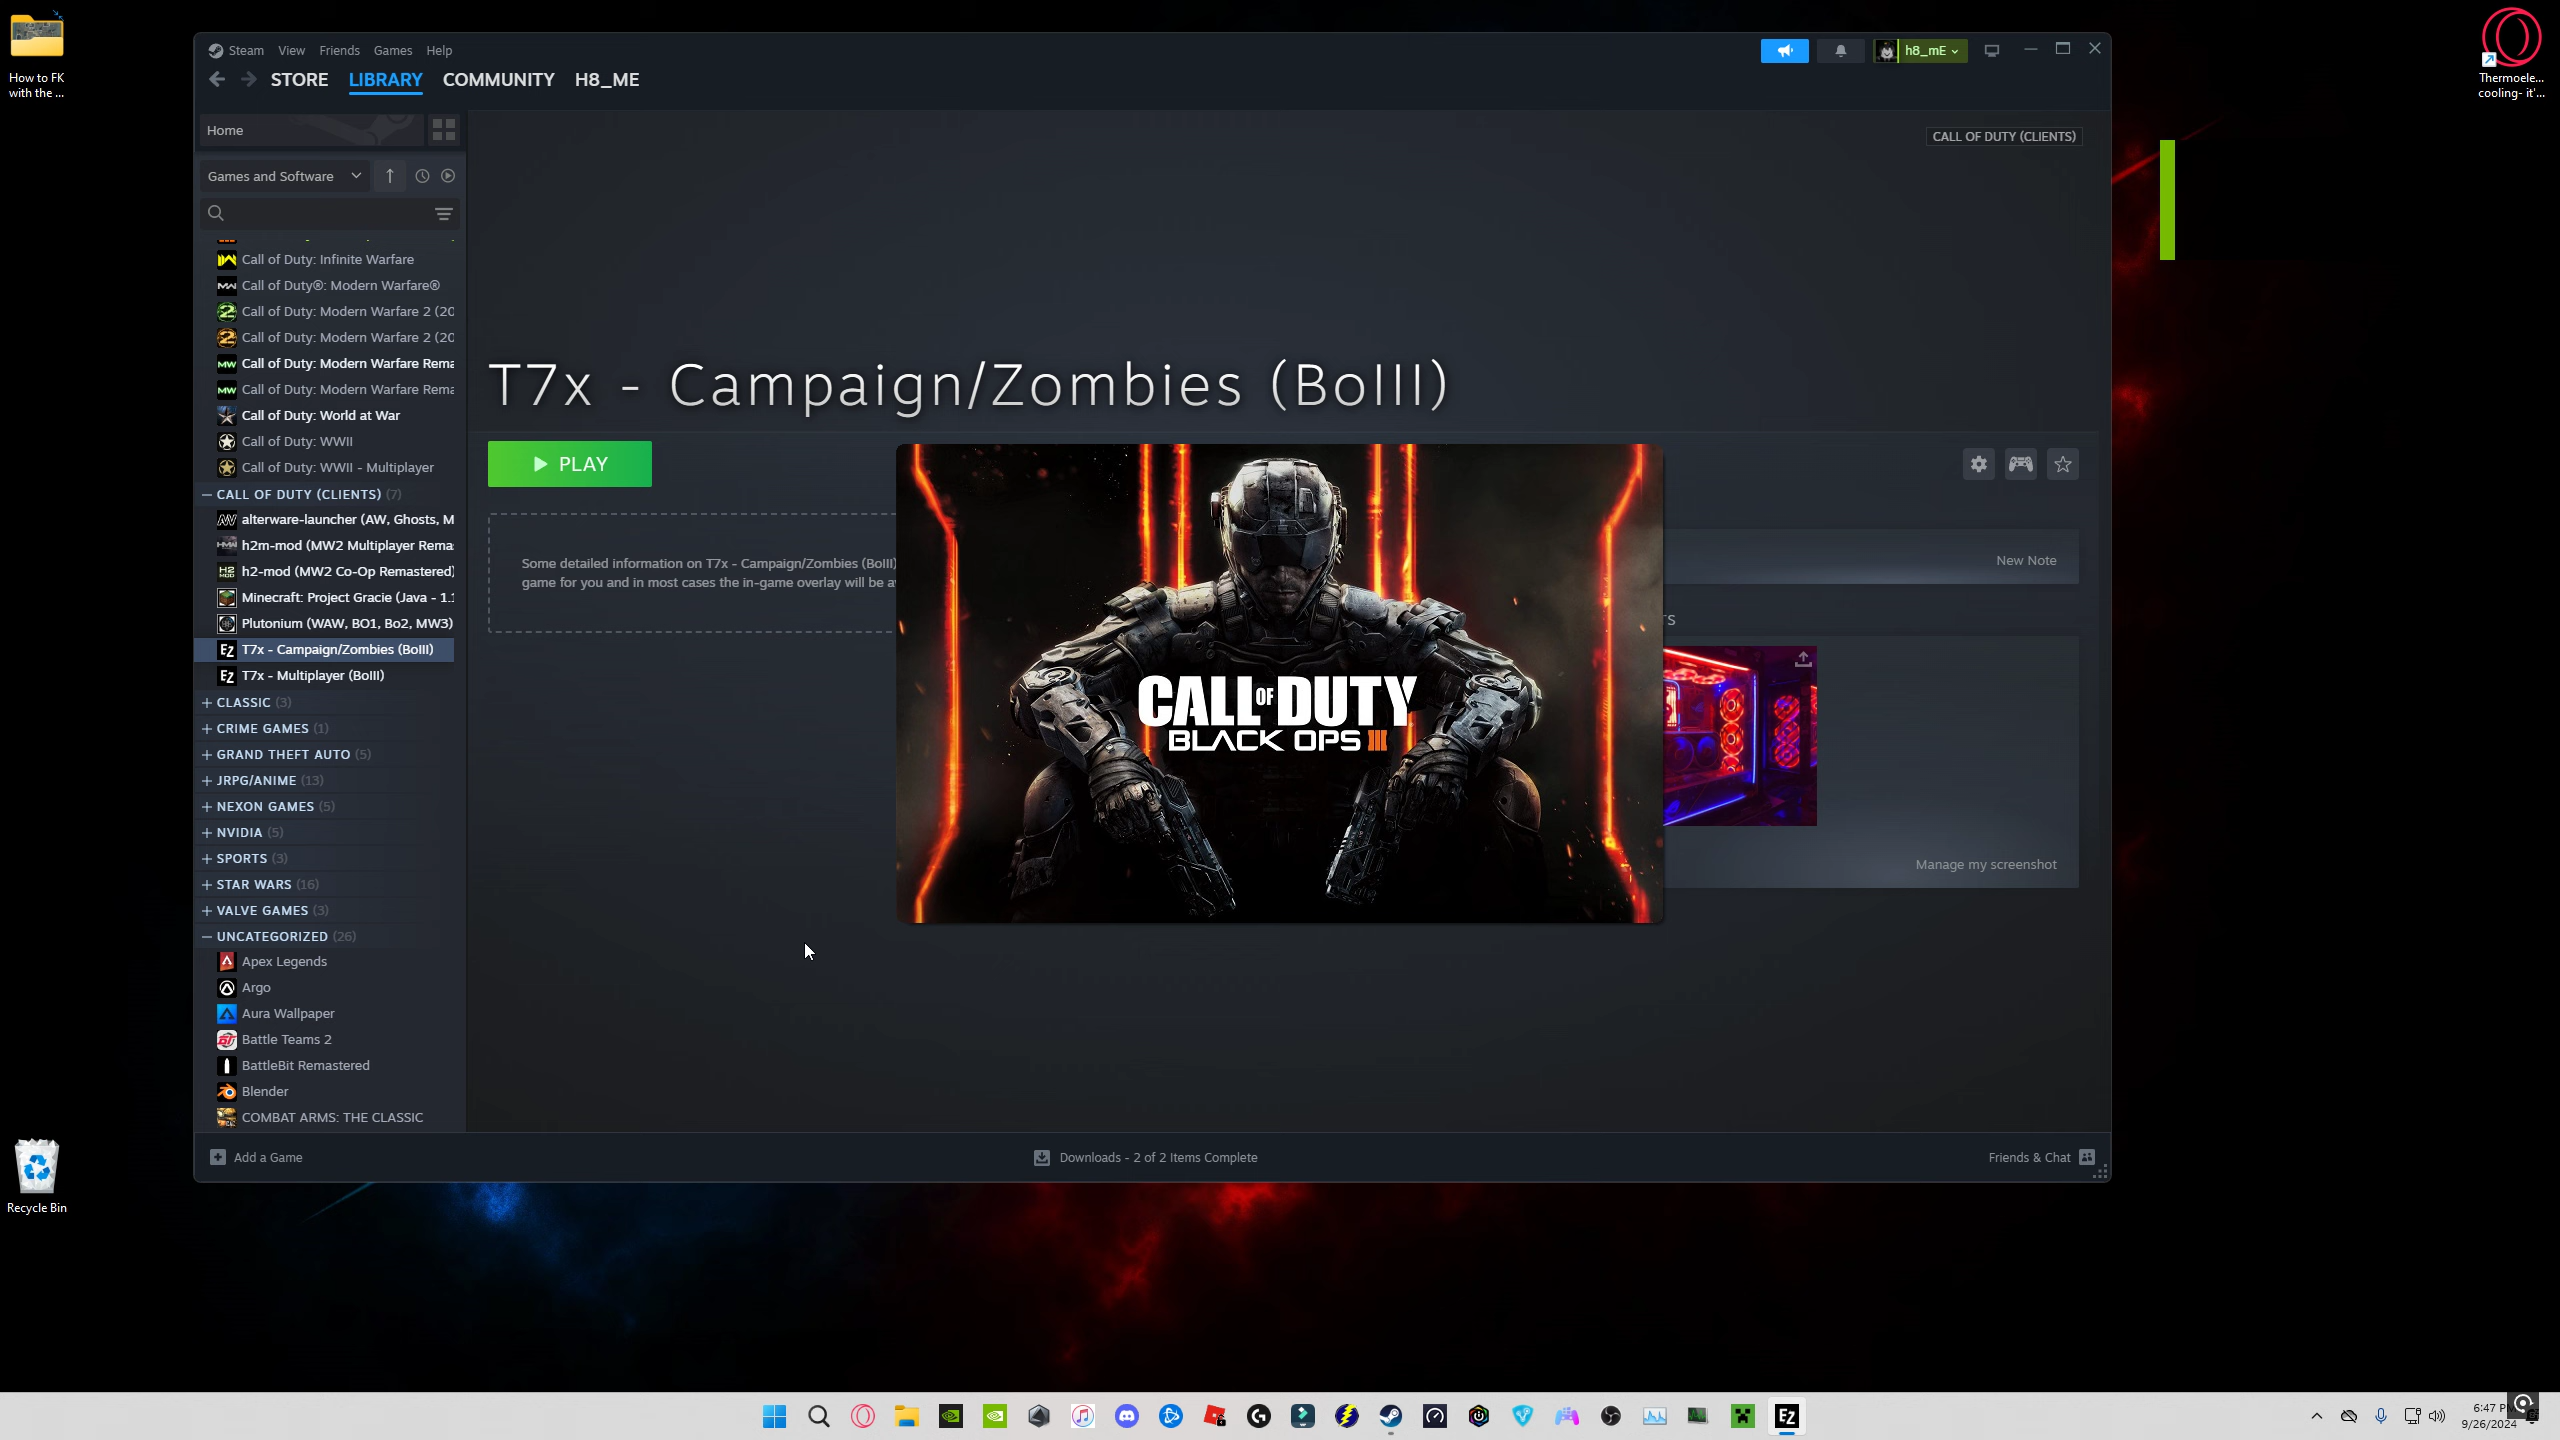 How to FK
with the ...
Thermoele...
cooling- it'...
Steam View Friends Games Help
h8_mE
STORE LIBRARY COMMUNITY H8_ME
Home
CALL OF DUTY (CLIENTS)
Games and Software
Call of Duty: Infinite Warfare
Call of Duty®: Modern Warfare®
Call of Duty: Modern Warfare 2 (20
Call of Duty: Modern Warfare 2 (20
Call of Duty: Modern Warfare Rema
Call of Duty: Modern Warfare Rema
Call of Duty: World at War
Call of Duty: WWII
Call of Duty: WWII - Multiplayer
CALL OF DUTY (CLIENTS) (7)
alterware-launcher (AW, Ghosts, M
h2m-mod (MW2 Multiplayer Rema
h2-mod (MW2 Co-Op Remastered)
Minecraft: Project Gracie (Java - 1.1
Plutonium (WAW, BO1, Bo2, MW3)
T7x - Campaign/Zombies (BoIII)
T7x - Multiplayer (BoIII)
CLASSIC (3)
CRIME GAMES (1)
GRAND THEFT AUTO (5)
JRPG/ANIME (13)
NEXON GAMES (5)
NVIDIA (5)
SPORTS (3)
STAR WARS (16)
VALVE GAMES (3)
UNCATEGORIZED (26)
Apex Legends
Argo
Aura Wallpaper
Battle Teams 2
BattleBit Remastered
Blender
COMBAT ARMS: THE CLASSIC
T7x - Campaign/Zombies (BoIII)
PLAY
Some detailed information on T7x - Campaign/Zombies (BoIII)
game for you and in most cases the in-game overlay will be a
CALL OF DUTY
BLACK OPS III
New Note
TS
Manage my screenshot
Add a Game
Downloads - 2 of 2 Items Complete
Friends & Chat
Recycle Bin
6:47 P
9/26/2024